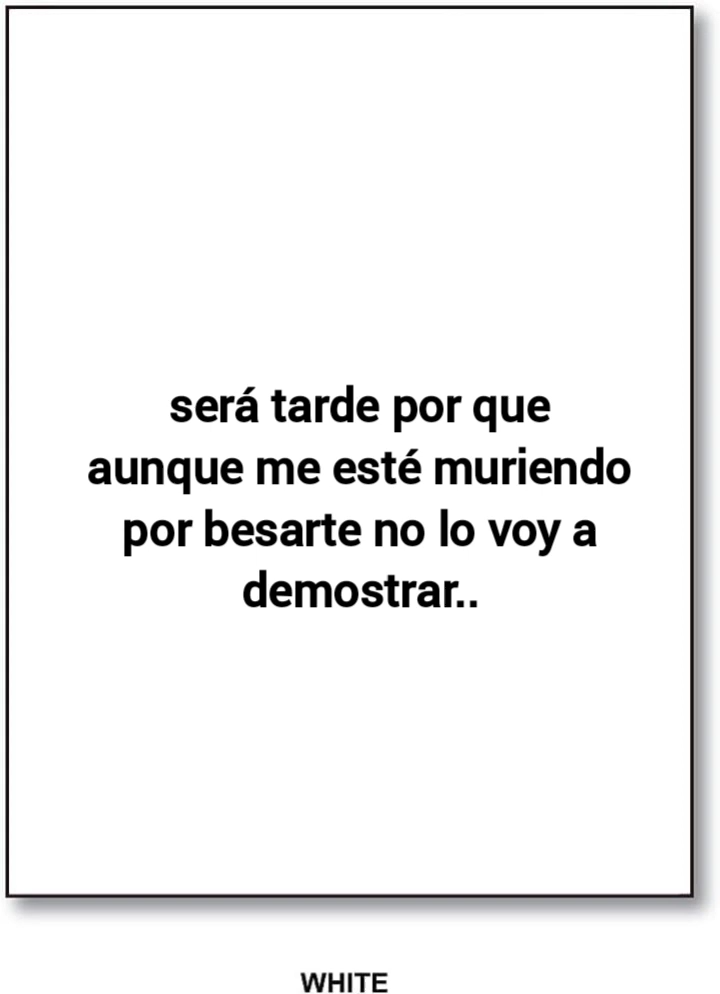 será tarde por que
aunque me esté muriendo
por besarte no lo voy a
demostrar..
WHITE